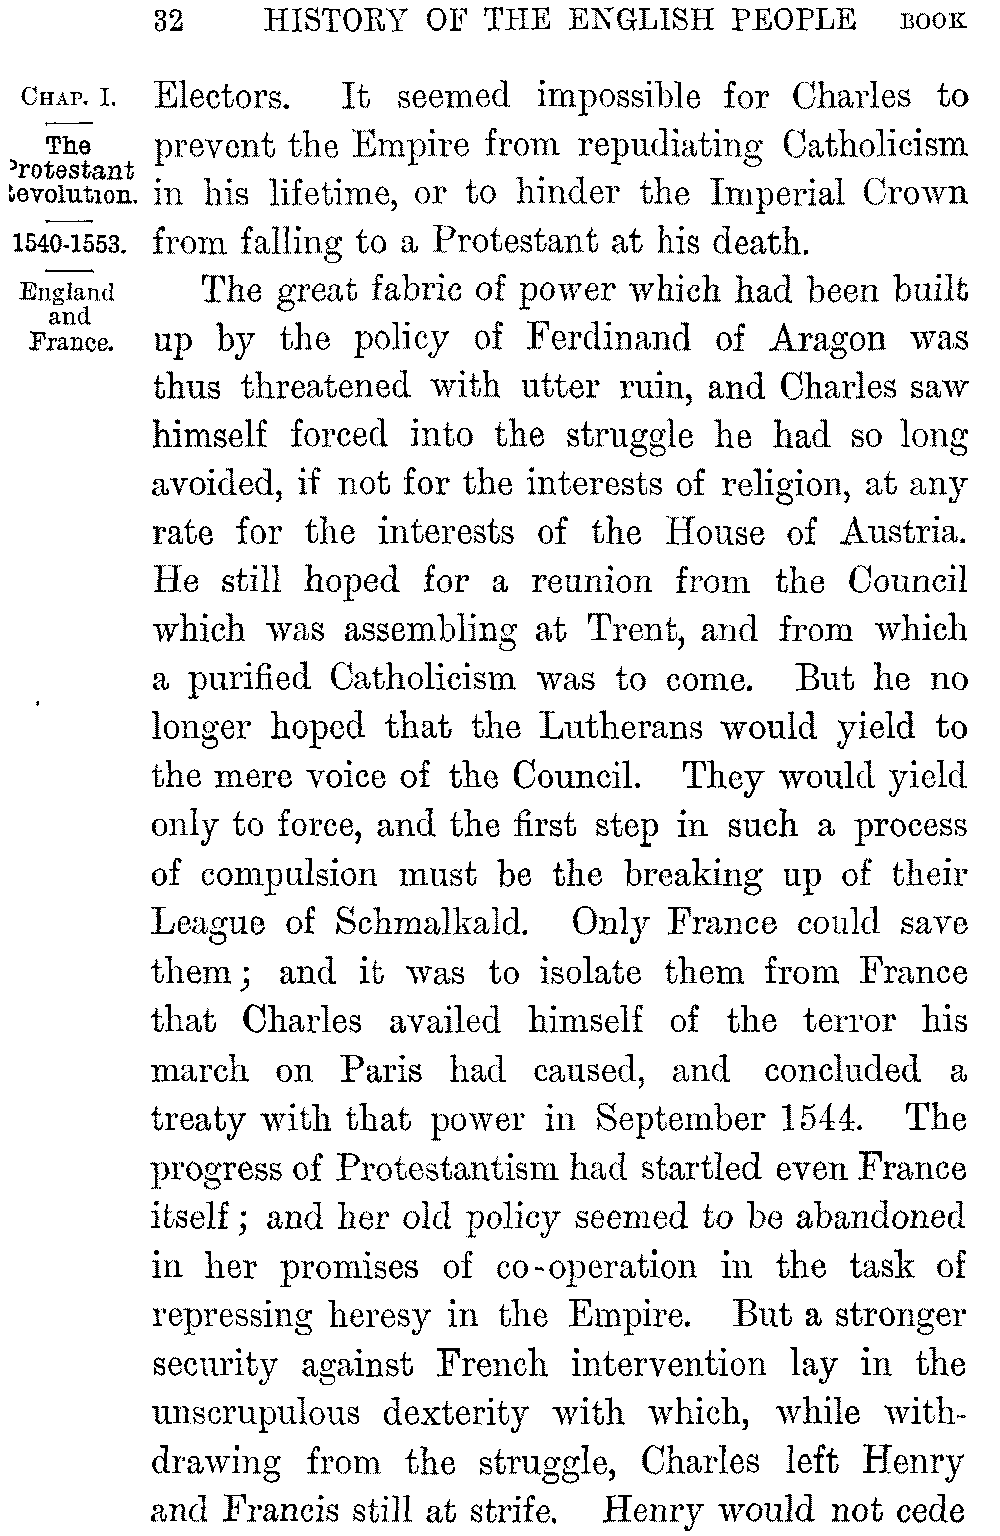 32 HISTORY OF THE ENGLISH PEOPLE BOOK
CHAP. I.
The
Protestant
Revolution.
1540-1553.
England
and
France.
Electors. It seemed impossible for Charles to
prevent the Empire from repudiating Catholicism
in his lifetime, or to hinder the Imperial Crown
from falling to a Protestant at his death.
The great fabric of power which had been built
up by the policy of Ferdinand of Aragon was
thus threatened with utter ruin, and Charles saw
himself forced into the struggle he had so long
avoided, if not for the interests of religion, at any
rate for the interests of the House of Austria.
He still hoped for a reunion from the Council
which was assembling at Trent, and from which
a purified Catholicism was to come. But he no
longer hoped that the Lutherans would yield to
the mere voice of the Council. They would yield
only to force, and the first step in such a process
of compulsion must be the breaking up of their
League of Schmalkald. Only France could save
them; and it was to isolate them from France
that Charles availed himself of the terror his
march on Paris had caused, and concluded a
treaty with that power in September 1544. The
progress of Protestantism had startled even France
itself; and her old policy seemed to be abandoned
in her promises of co-operation in the task of
repressing heresy in the Empire. But a stronger
security against French intervention lay in the
unscrupulous dexterity with which, while with-
drawing from the struggle, Charles left Henry
and Francis still at strife. Henry would not cede